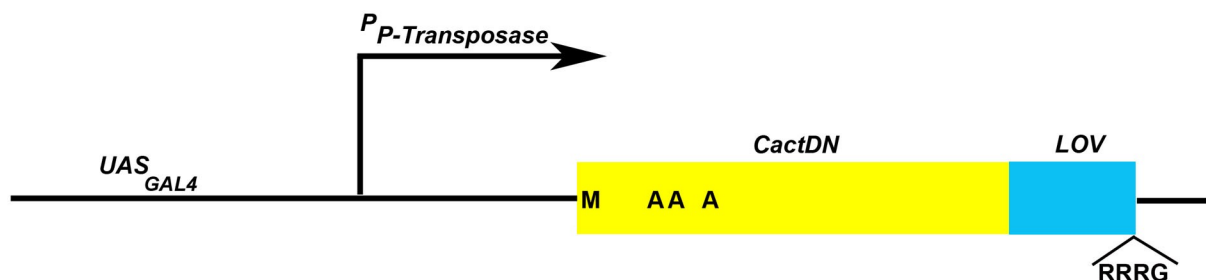 P P-Transposase
UAS GAL4
CactDN LOV
M AA A
RRRG